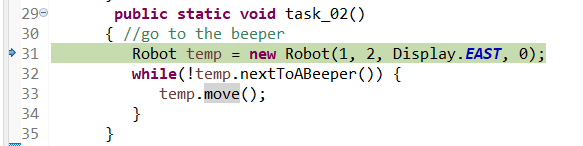 29 public static void task_02()
30 { //go to the beeper
31 Robot temp = new Robot(1, 2, Display.EAST, 0);
32 while(!temp.nextToABeeper()) {
33 temp.move();
34 }
35 }